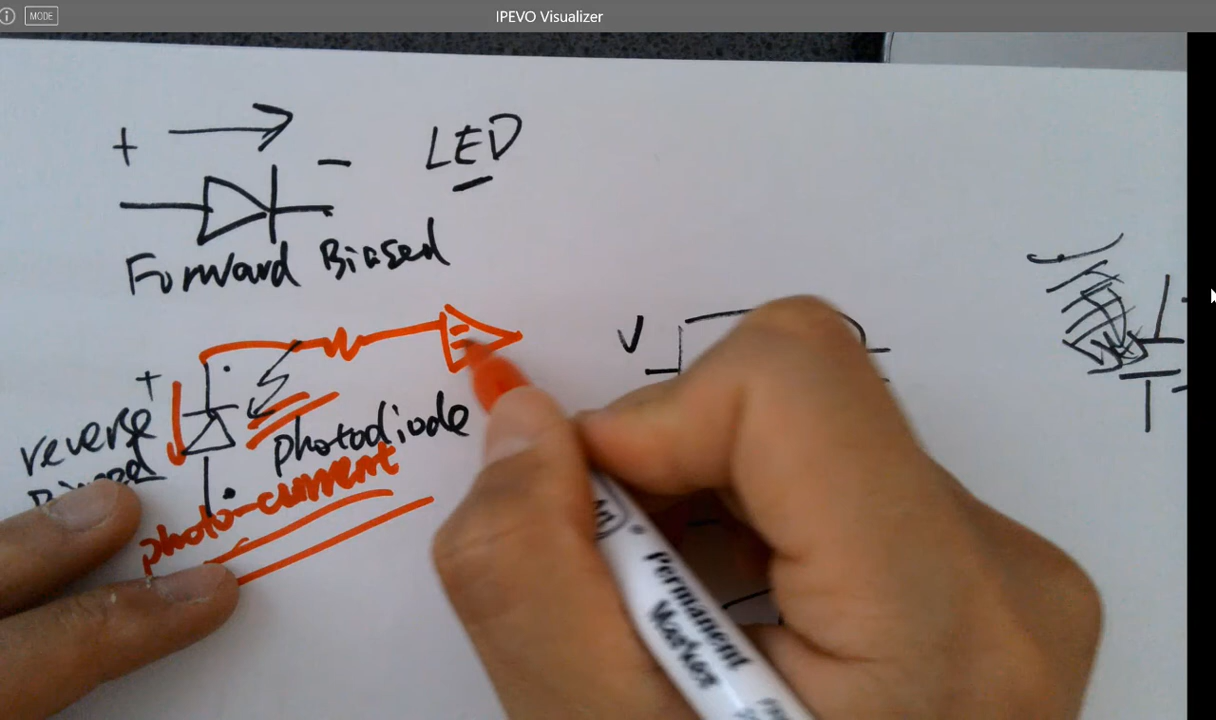 MODE
IPEVO Visualizer
+ → − LED
Forward Biased
V
+
reverse
photodiode
photo-current
Permanent
Marker